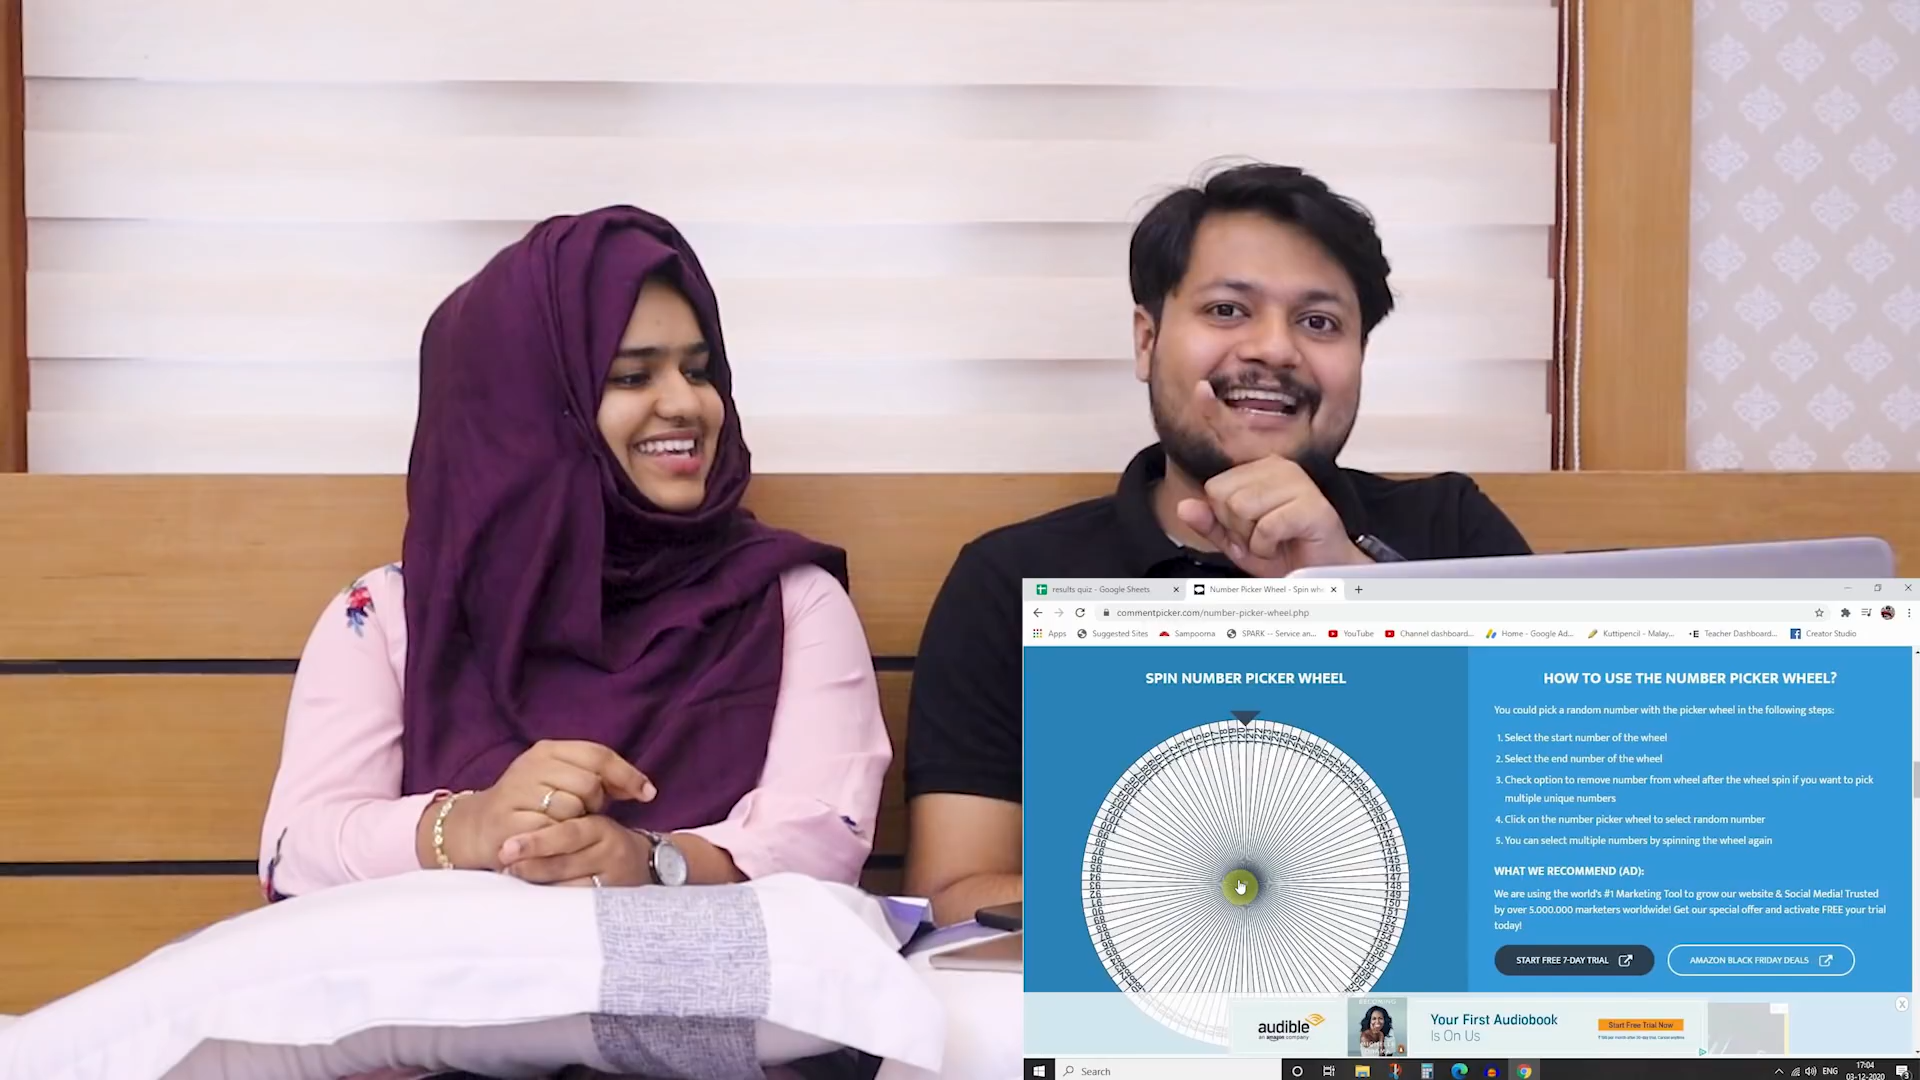 results quiz - Google Sheets
Number Picker Wheel - Spin whe
commentpicker.com/number-picker-wheel.php
Apps
Suggested Sites
Sampoorna
SPARK -- Service an...
YouTube
Channel dashboard...
Home - Google Ad...
Kuttipencil - Malay...
Teacher Dashboard...
Creator Studio
SPIN NUMBER PICKER WHEEL
HOW TO USE THE NUMBER PICKER WHEEL?
You could pick a random number with the picker wheel in the following steps:
1. Select the start number of the wheel
2. Select the end number of the wheel
3. Check option to remove number from wheel after the wheel spin if you want to pick
multiple unique numbers
4. Click on the number picker wheel to select random number
5. You can select multiple numbers by spinning the wheel again
WHAT WE RECOMMEND (AD):
We are using the world's #1 Marketing Tool to grow our website & Social Media! Trusted
by over 5.000.000 marketers worldwide! Get our special offer and activate FREE your trial
today!
START FREE 7-DAY TRIAL
AMAZON BLACK FRIDAY DEALS
BECOMING
audible
an amazon company
Your First Audiobook
Is On Us
Start Free Trial Now
Search
ENG
17:04
03-12-2020